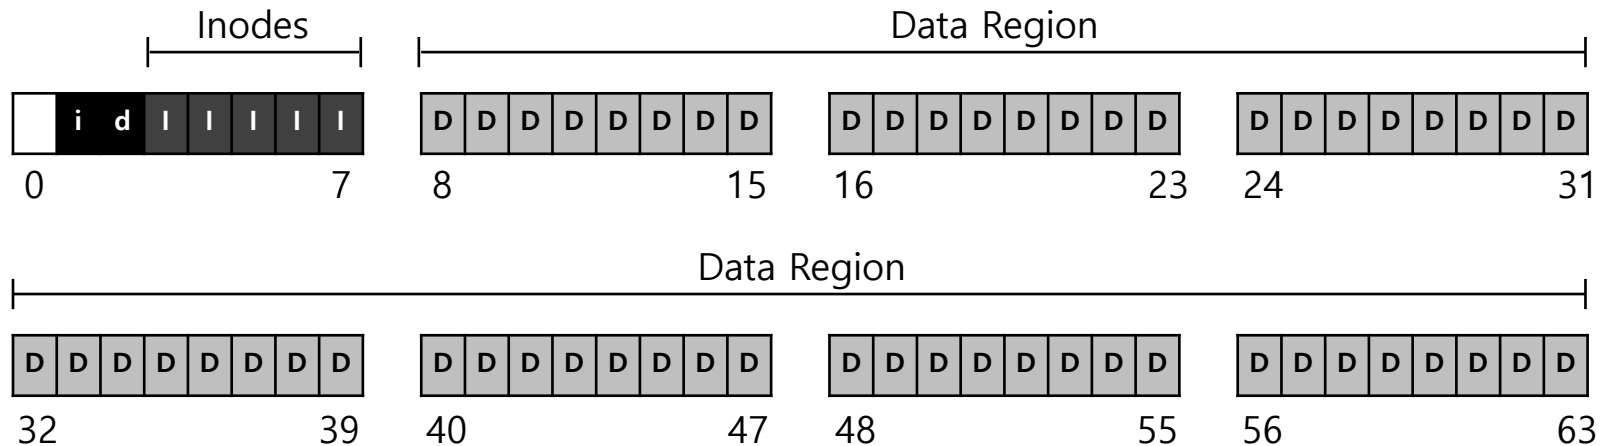 Inodes Data Region
i d I I I I I D D D D D D D D D D D D D D D D D D D D D D D D
0 7 8 15 16 23 24 31
Data Region
D D D D D D D D D D D D D D D D D D D D D D D D D D D D D D D D
32 39 40 47 48 55 56 63